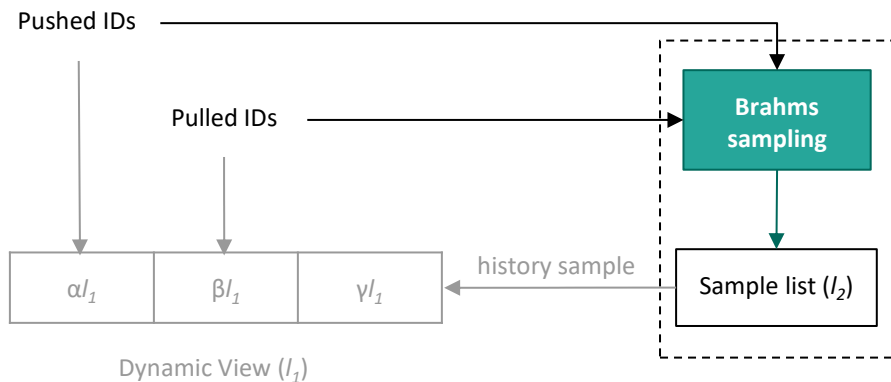 Pushed IDs
Pulled IDs
Brahms
sampling
αl₁
βl₁
γl₁
history sample
Sample list (l₂)
Dynamic View (l₁)